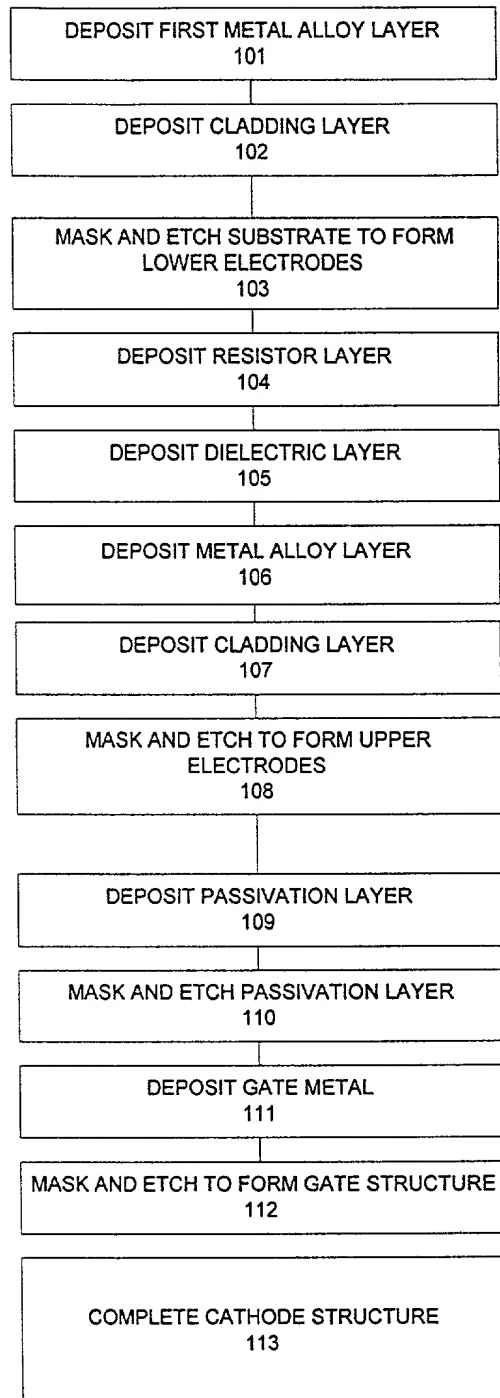 DEPOSIT FIRST METAL ALLOY LAYER
101
DEPOSIT CLADDING LAYER
102
MASK AND ETCH SUBSTRATE TO FORM
LOWER ELECTRODES
103
DEPOSIT RESISTOR LAYER
104
DEPOSIT DIELECTRIC LAYER
105
DEPOSIT METAL ALLOY LAYER
106
DEPOSIT CLADDING LAYER
107
MASK AND ETCH TO FORM UPPER
ELECTRODES
108
DEPOSIT PASSIVATION LAYER
109
MASK AND ETCH PASSIVATION LAYER
110
DEPOSIT GATE METAL
111
MASK AND ETCH TO FORM GATE STRUCTURE
112
COMPLETE CATHODE STRUCTURE
113